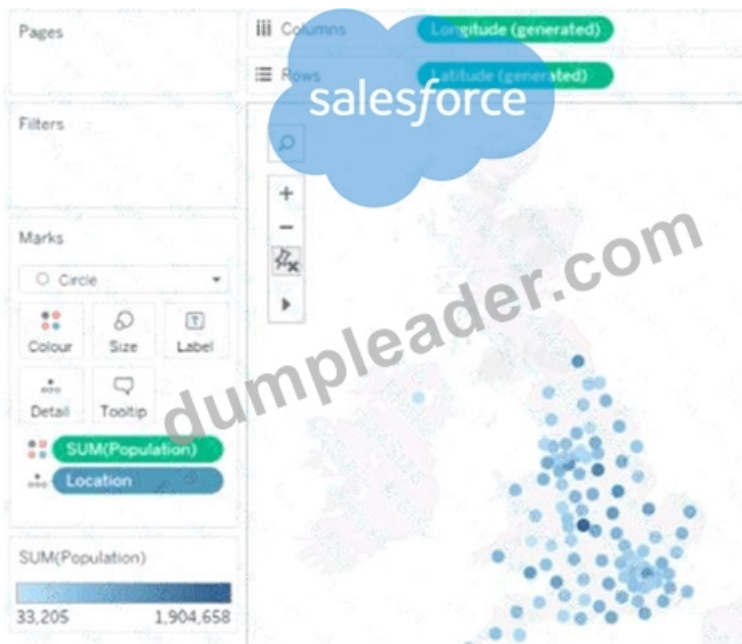 Pages
Columns
Longitude (generated)
Rows
Latitude (generated)
salesforce
Filters
Marks
Circle
Colour
Size
Label
Detail
Tooltip
SUM(Population)
Location
SUM(Population)
33,205
1,904,658
dumpleader.com